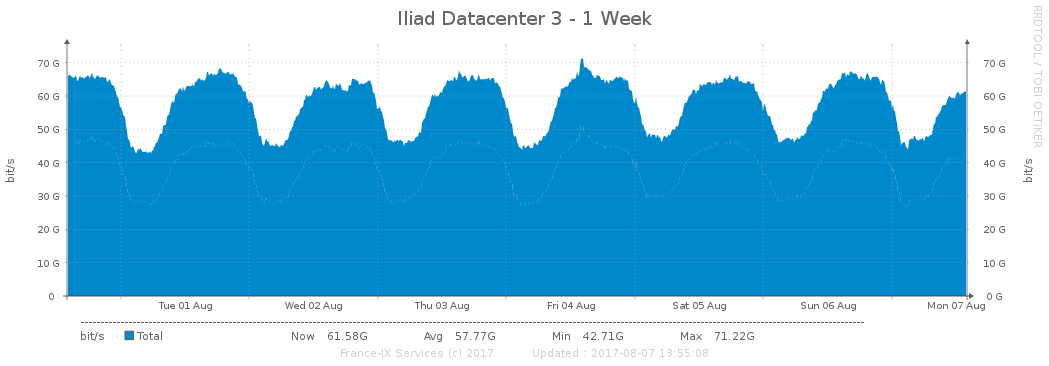 Iliad Datacenter 3 - 1 Week
RRDTOOL / TOBI OETIKER
70 G 70 G
60 G 60 G
50 G 50 G
40 G 40 G
30 G 30 G
20 G 20 G
10 G 10 G
0 0 G
bit/s bit/s
Tue 01 Aug Wed 02 Aug Thu 03 Aug Fri 04 Aug Sat 05 Aug Sun 06 Aug Mon 07 Aug
bit/s Total Now 61.58G Avg 57.77G Min 42.71G Max 71.22G
France-IX Services (c) 2017 Updated : 2017-08-07 13:55:08